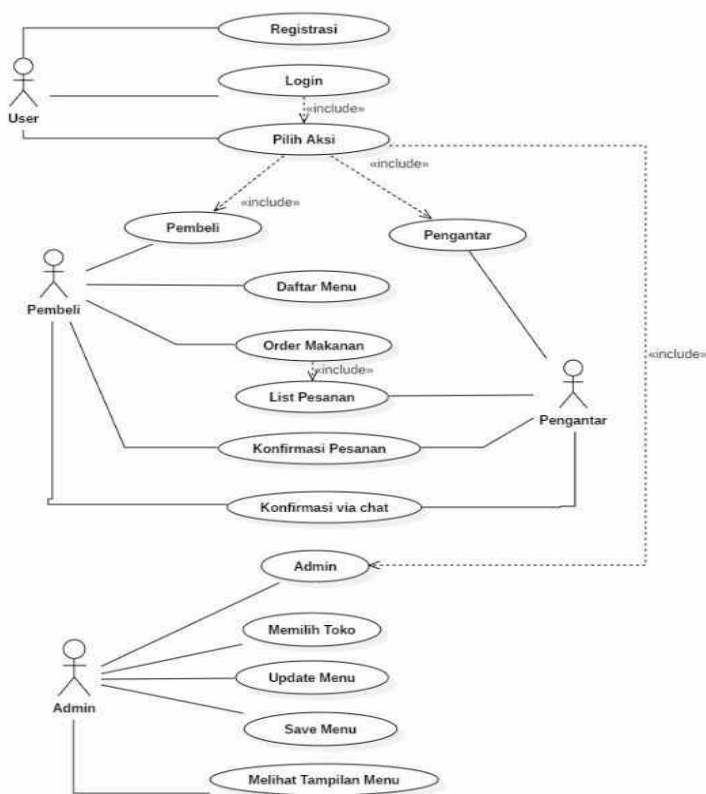 Registrasi
Login
User
«include»
Pilih Aksi
«include»
«include»
Pembeli
Pengantar
Daftar Menu
Pembeli
Order Makanan
«include»
«include»
List Pesanan
Pengantar
Konfirmasi Pesanan
Konfirmasi via chat
Admin
Memilih Toko
Update Menu
Admin
Save Menu
Melihat Tampilan Menu